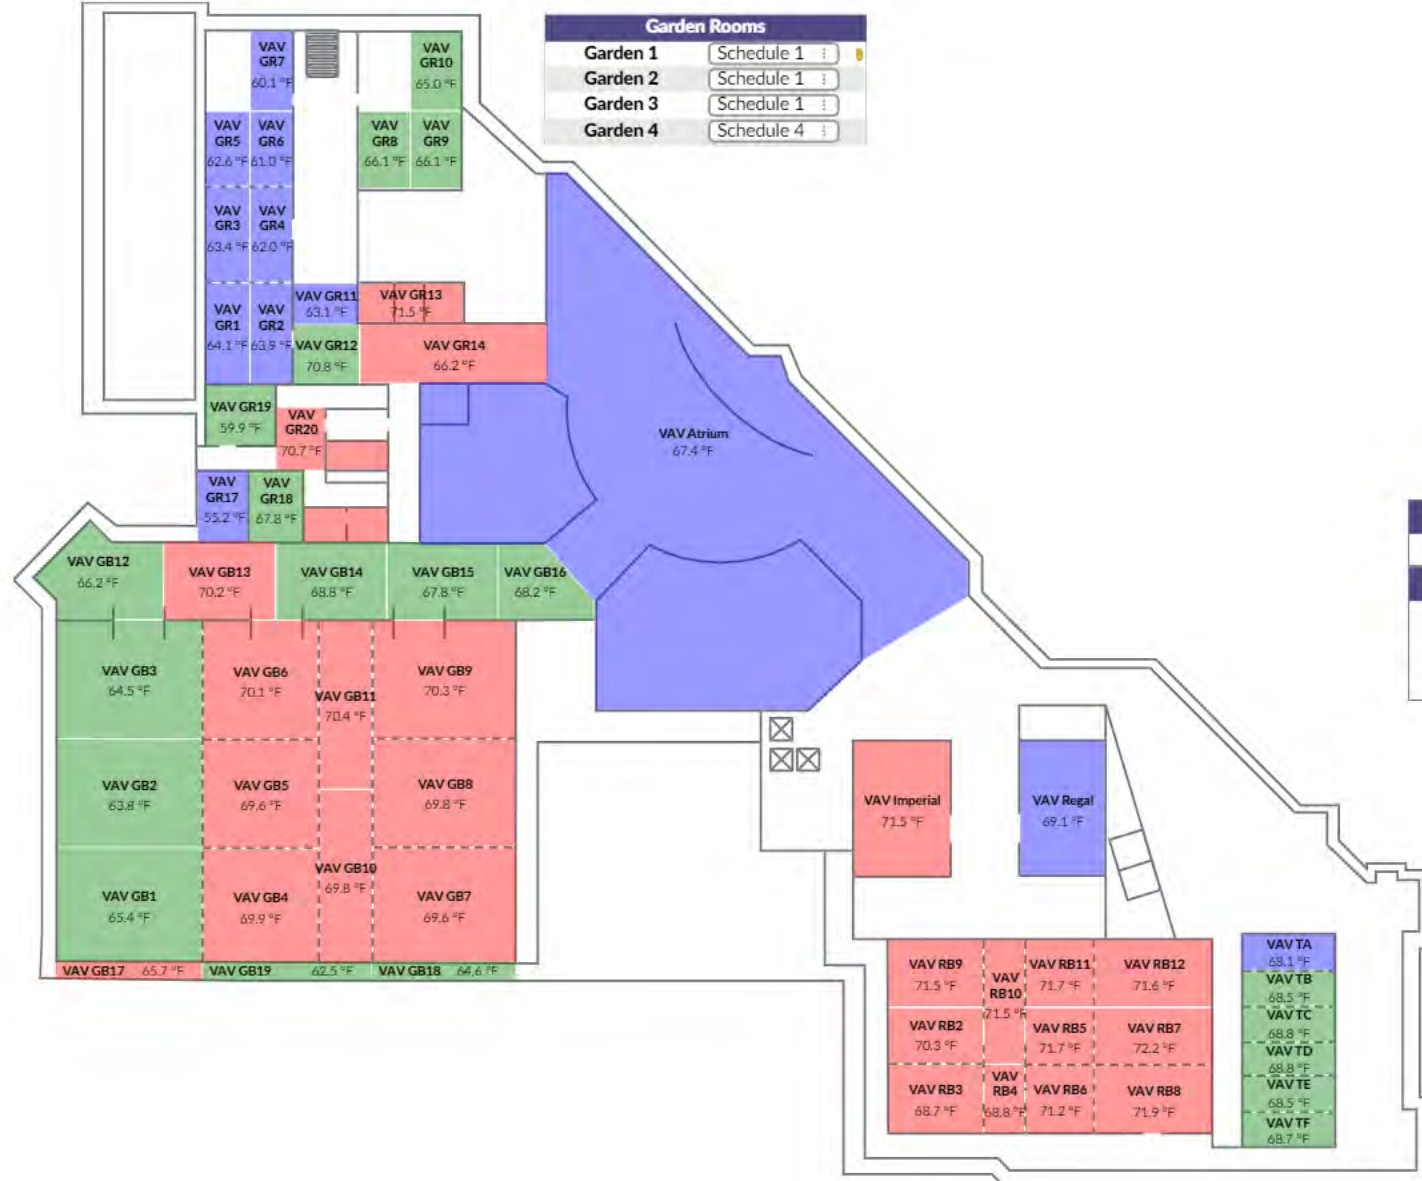 Garden Rooms
Garden 1 Schedule 1
Garden 2 Schedule 1
Garden 3 Schedule 1
Garden 4 Schedule 4
VAV
GR7
60.1 °F
VAV
GR10
65.0 °F
VAV
GR5
62.6 °F
VAV
GR6
61.0 °F
VAV
GR8
66.1 °F
VAV
GR9
66.1 °F
VAV
GR3
63.4 °F
VAV
GR4
62.0 °F
VAV
GR1
64.1 °F
VAV
GR2
63.9 °F
VAV GR11
63.1 °F
VAV GR13
71.5 °F
VAV GR12
70.8 °F
VAV GR14
66.2 °F
VAV GR19
59.9 °F
VAV
GR20
70.7 °F
VAV Atrium
67.4 °F
VAV
GR17
55.2 °F
VAV
GR18
67.8 °F
VAV GB12
66.2 °F
VAV GB13
70.2 °F
VAV GB14
68.8 °F
VAV GB15
67.8 °F
VAV GB16
68.2 °F
VAV GB3
64.5 °F
VAV GB6
70.1 °F
VAV GB11
70.4 °F
VAV GB9
70.3 °F
VAV GB2
63.8 °F
VAV GB5
69.6 °F
VAV GB8
69.8 °F
VAV GB1
65.4 °F
VAV GB4
69.9 °F
VAV GB10
69.8 °F
VAV GB7
69.6 °F
VAV GB17 65.7 °F
VAV GB19 62.5 °F
VAV GB18 64.6 °F
VAV Imperial
71.5 °F
VAV Regal
69.1 °F
VAV RB9
71.5 °F
VAV
RB10
71.5 °F
VAV RB11
71.7 °F
VAV RB12
71.6 °F
VAV RB2
70.3 °F
VAV RB5
71.7 °F
VAV RB7
72.2 °F
VAV RB3
68.7 °F
VAV
RB4
68.8 °F
VAV RB6
71.2 °F
VAV RB8
71.9 °F
VAV TA
68.1 °F
VAV TB
68.5 °F
VAV TC
68.8 °F
VAV TD
68.8 °F
VAV TE
68.5 °F
VAV TF
68.7 °F